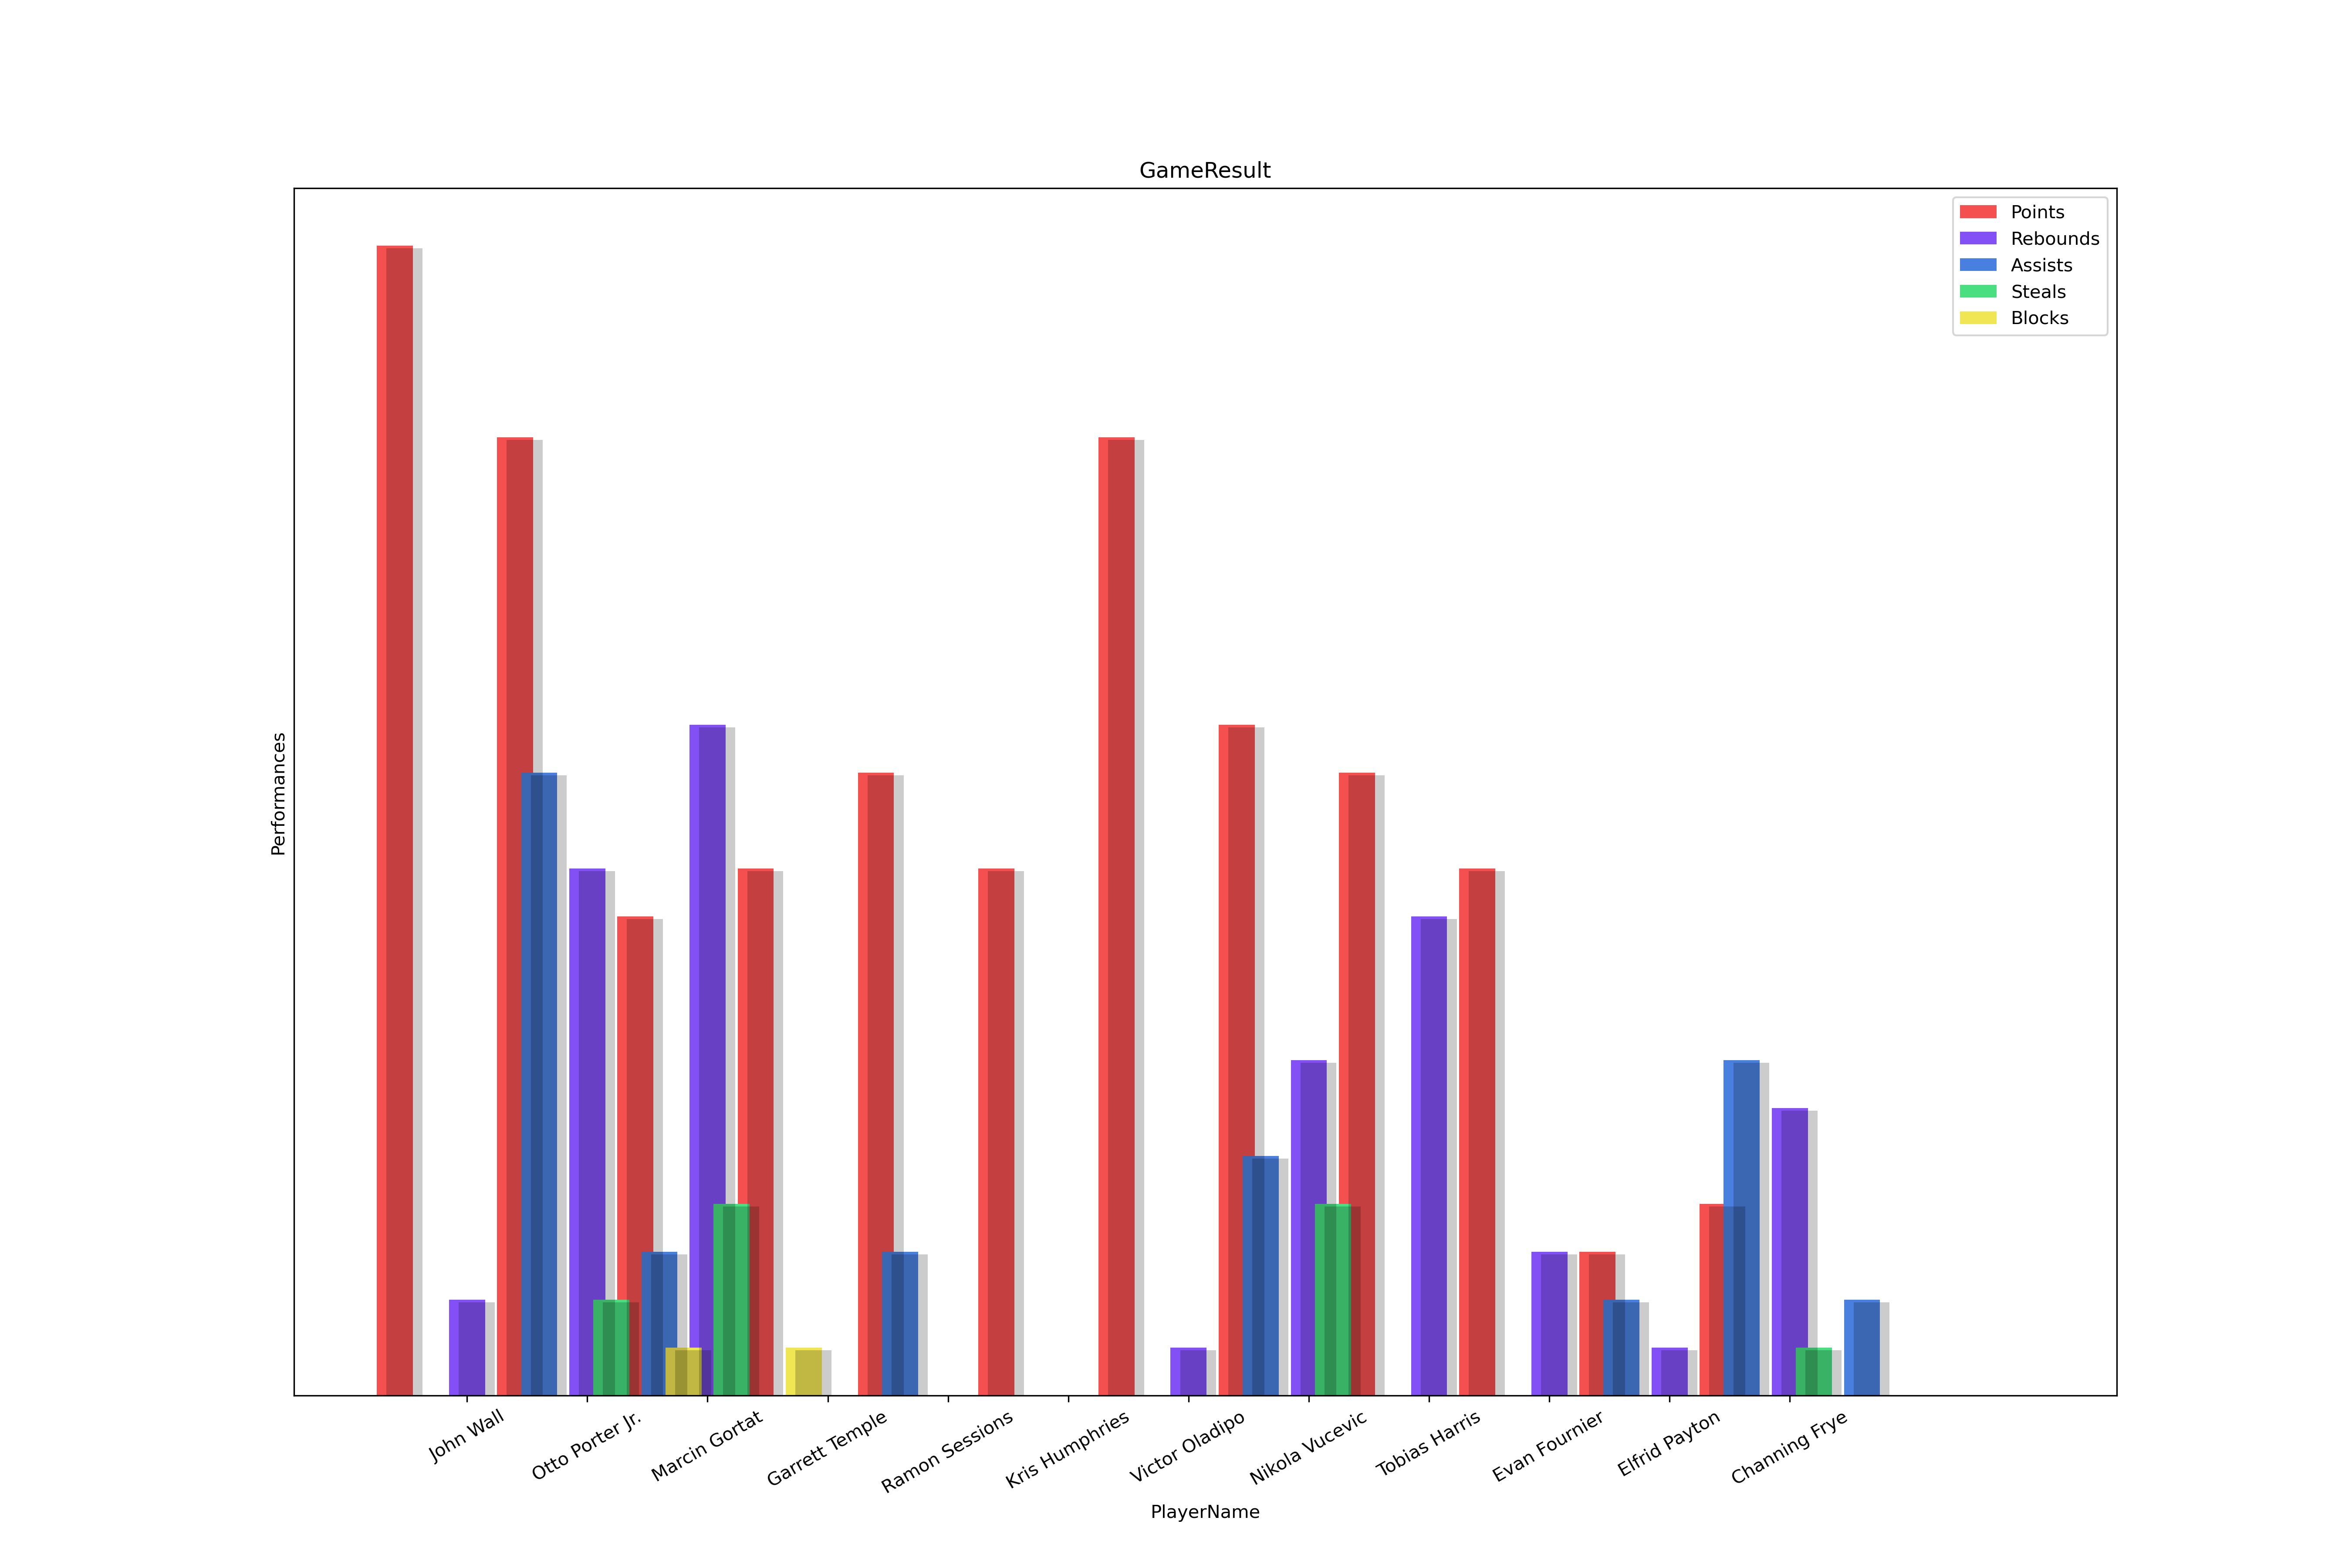 GameResult
Points
Rebounds
Assists
Steals
Blocks
Performances
John Wall
Otto Porter Jr.
Marcin Gortat
Garrett Temple
Ramon Sessions
Kris Humphries
Victor Oladipo
Nikola Vucevic
Tobias Harris
Evan Fournier
Elfrid Payton
Channing Frye
PlayerName